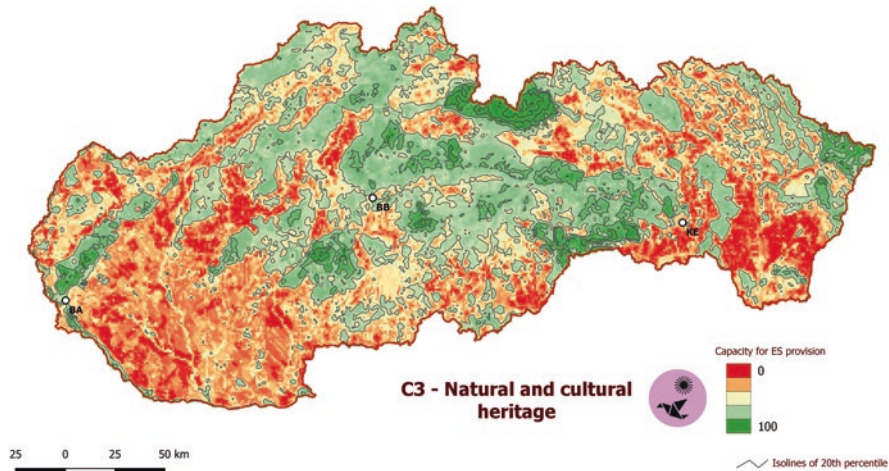 BB
KE
BA
Capacity for ES provision
0
100
C3 - Natural and cultural
heritage
25 0 25 50 km
Isolines of 20th percentile